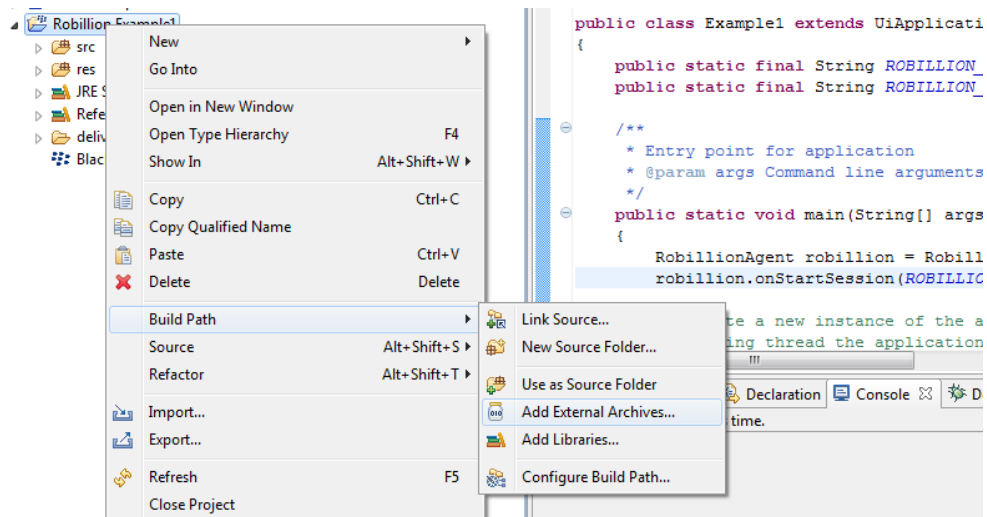 Robillion Example1
src
res
JRE S
Refe
deliv
Blac
New
Go Into
Open in New Window
Open Type Hierarchy F4
Show In Alt+Shift+W
Copy Ctrl+C
Copy Qualified Name
Paste Ctrl+V
Delete Delete
Build Path
Source Alt+Shift+S
Refactor Alt+Shift+T
Import...
Export...
Refresh F5
Close Project
Link Source...
New Source Folder...
Use as Source Folder
Add External Archives...
Add Libraries...
Configure Build Path...
public class Example1 extends UiApplicati
{
public static final String ROBILLION_
public static final String ROBILLION_
/**
* Entry point for application
* @param args Command line arguments
*/
public static void main(String[] args
{
RobillionAgent robillion = Robill
robillion.onStartSession(ROBILLIO
te a new instance of the a
ing thread the application
Declaration Console D
time.